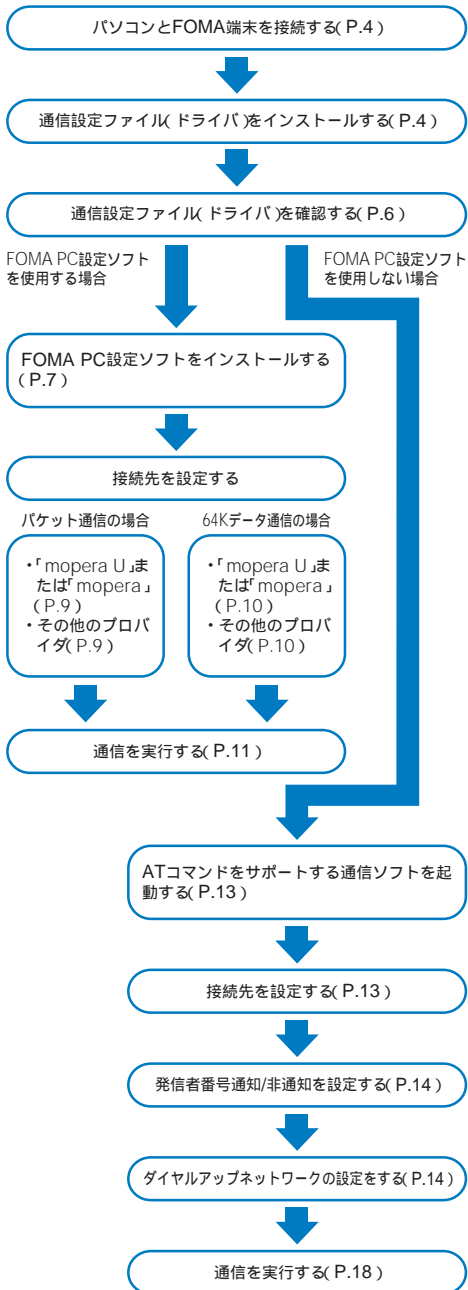 パソコンとFOMA端末を接続する(P.4)
通信設定ファイル(ドライバ)をインストールする(P.4)
通信設定ファイル(ドライバ)を確認する(P.6)
FOMA PC設定ソフト
を使用する場合
FOMA PC設定ソフト
を使用しない場合
FOMA PC設定ソフトをインストールする
(P.7)
接続先を設定する
パケット通信の場合
・「mopera U」ま
たは「mopera」
(P.9)
・その他のプロバ
イダ(P.9)
64Kデータ通信の場合
・「mopera U」ま
たは「mopera」
(P.10)
・その他のプロバ
イダ(P.10)
通信を実行する(P.11)
ATコマンドをサポートする通信ソフトを起
動する(P.13)
接続先を設定する(P.13)
発信者番号通知/非通知を設定する(P.14)
ダイヤルアップネットワークの設定をする(P.14)
通信を実行する(P.18)